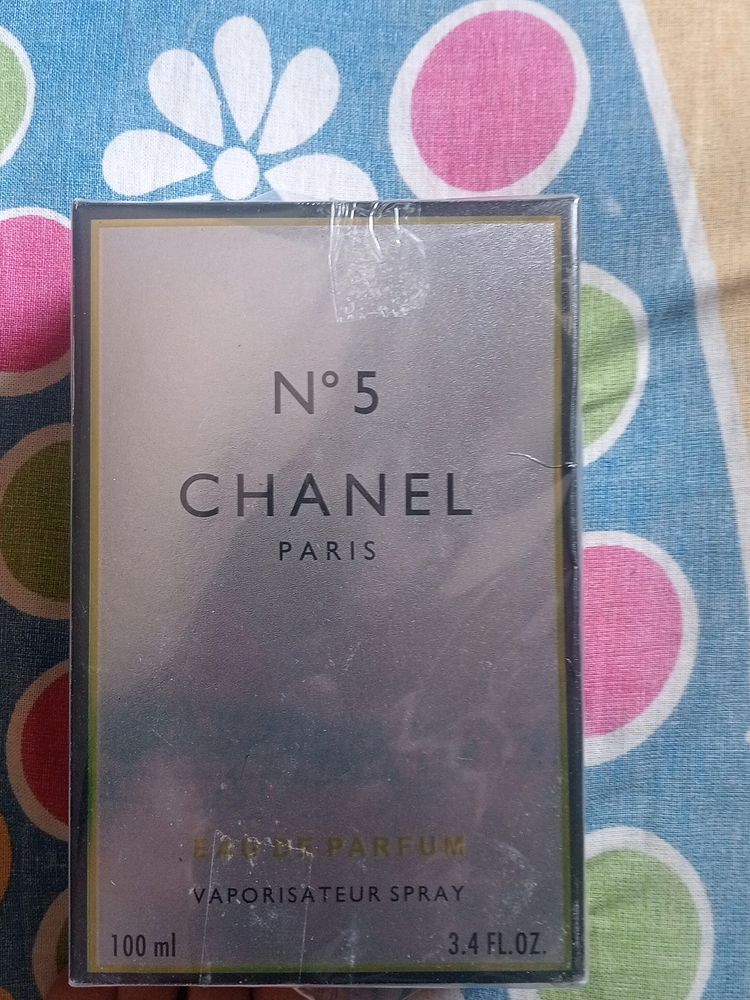 N° 5
CHANEL
PARIS
EAU DE PARFUM
VAPORISATEUR SPRAY
100 ml 3.4 FL.OZ.